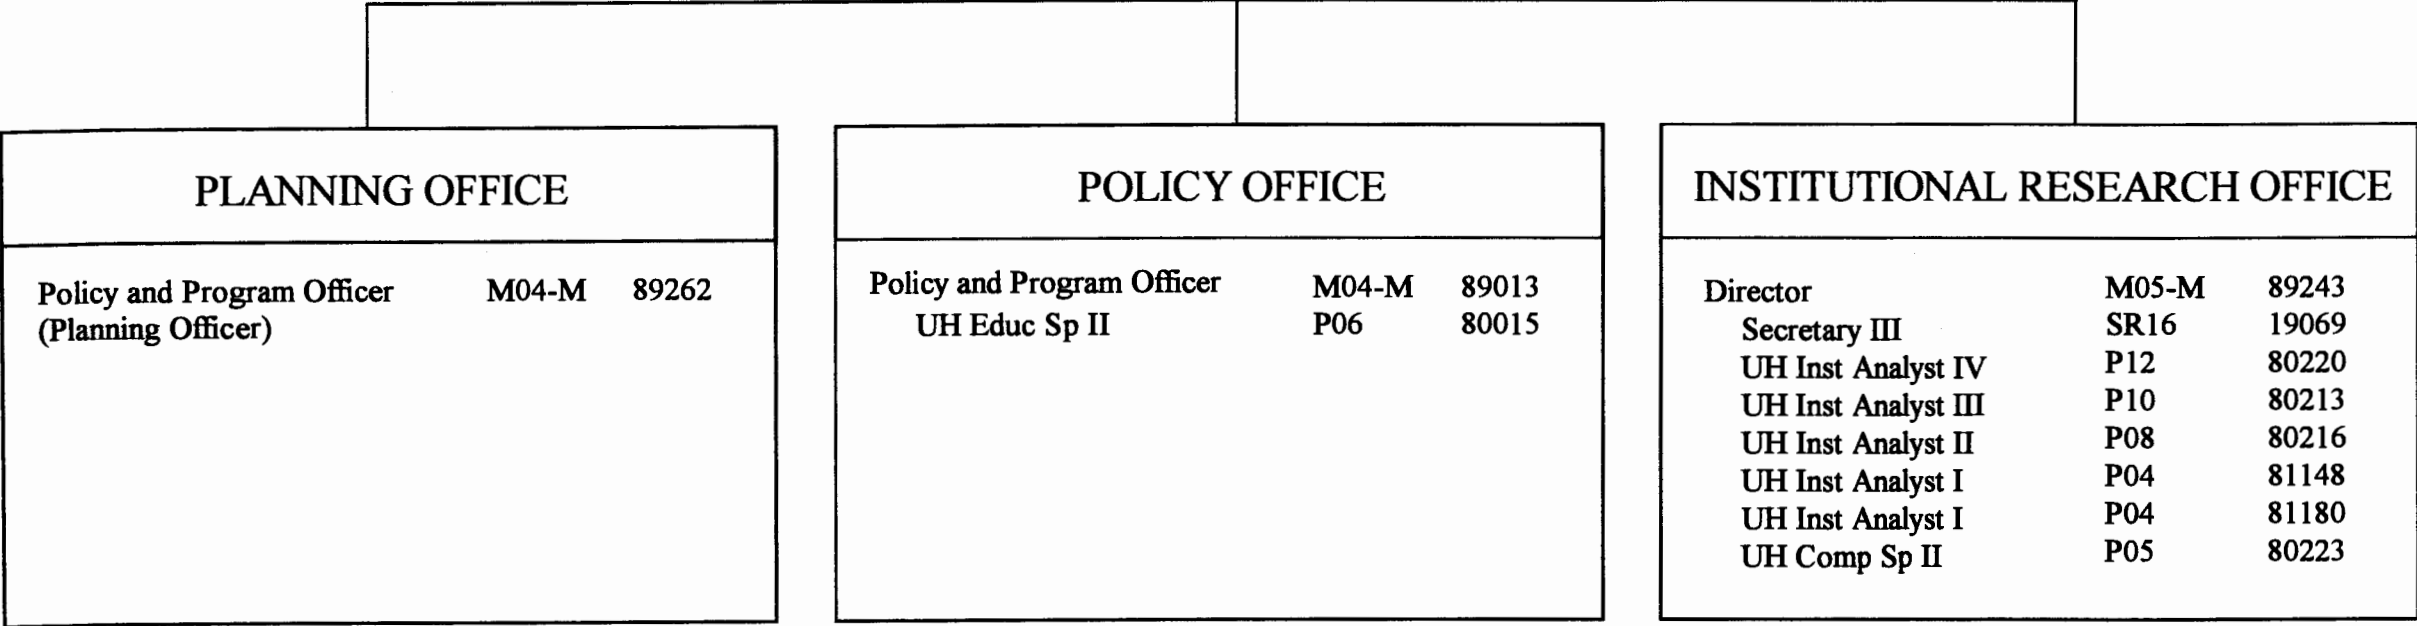 PLANNING OFFICE
Policy and Program Officer M04-M 89262
(Planning Officer)
POLICY OFFICE
Policy and Program Officer M04-M 89013
UH Educ Sp II P06 80015
INSTITUTIONAL RESEARCH OFFICE
Director M05-M 89243
Secretary III SR16 19069
UH Inst Analyst IV P12 80220
UH Inst Analyst III P10 80213
UH Inst Analyst II P08 80216
UH Inst Analyst I P04 81148
UH Inst Analyst I P04 81180
UH Comp Sp II P05 80223